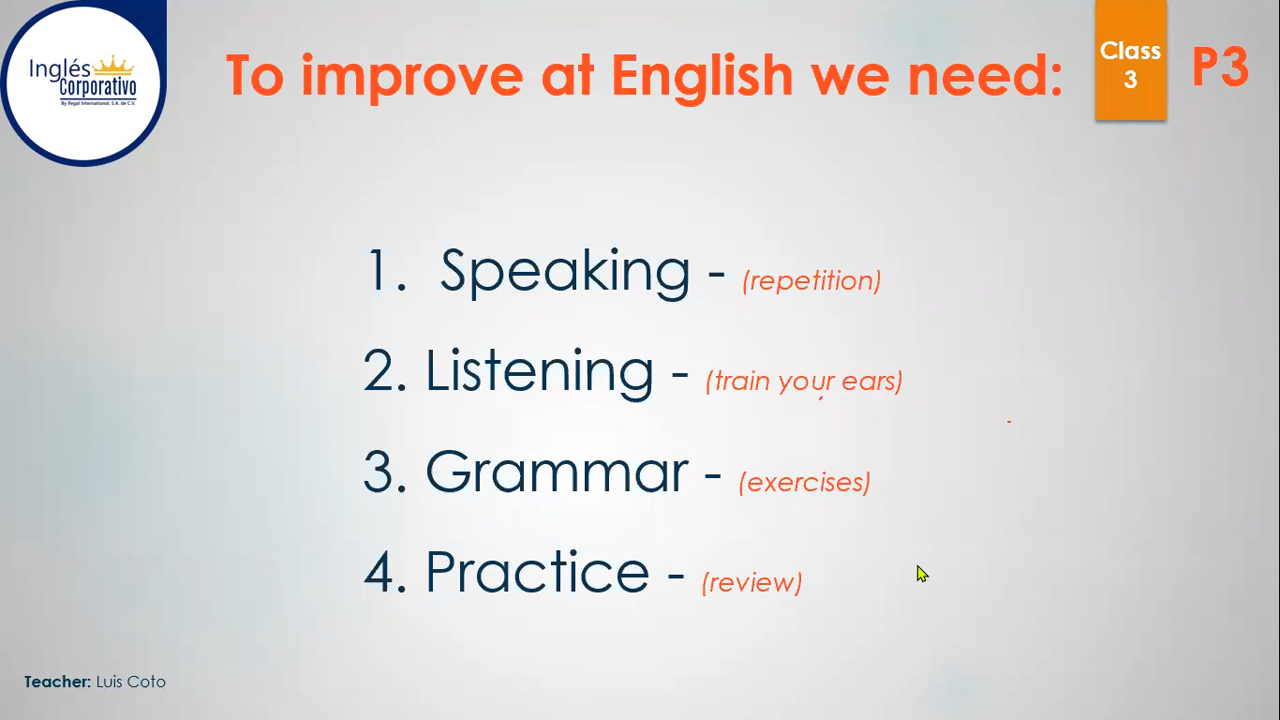 Inglés
Corporativo
By Regal International, S.A. de C.V.
To improve at English we need:
Class
3
P3
1. Speaking - (repetition)
2. Listening - (train your ears)
3. Grammar - (exercises)
4. Practice - (review)
Teacher: Luis Coto